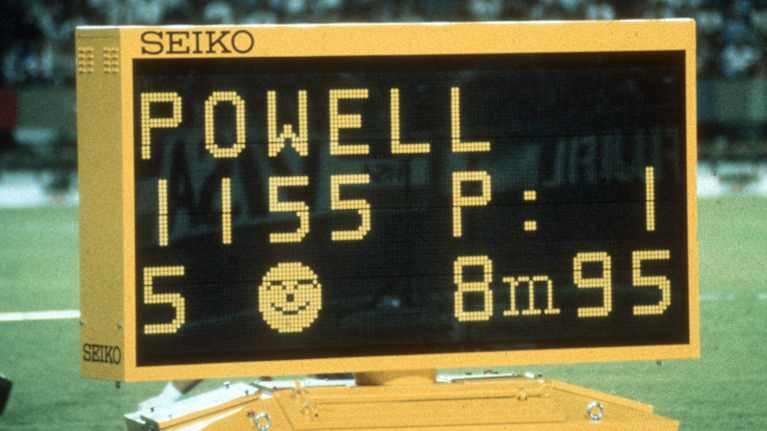 SEIKO
POWELL
1155 P: 1
5 8m95
SEIKO